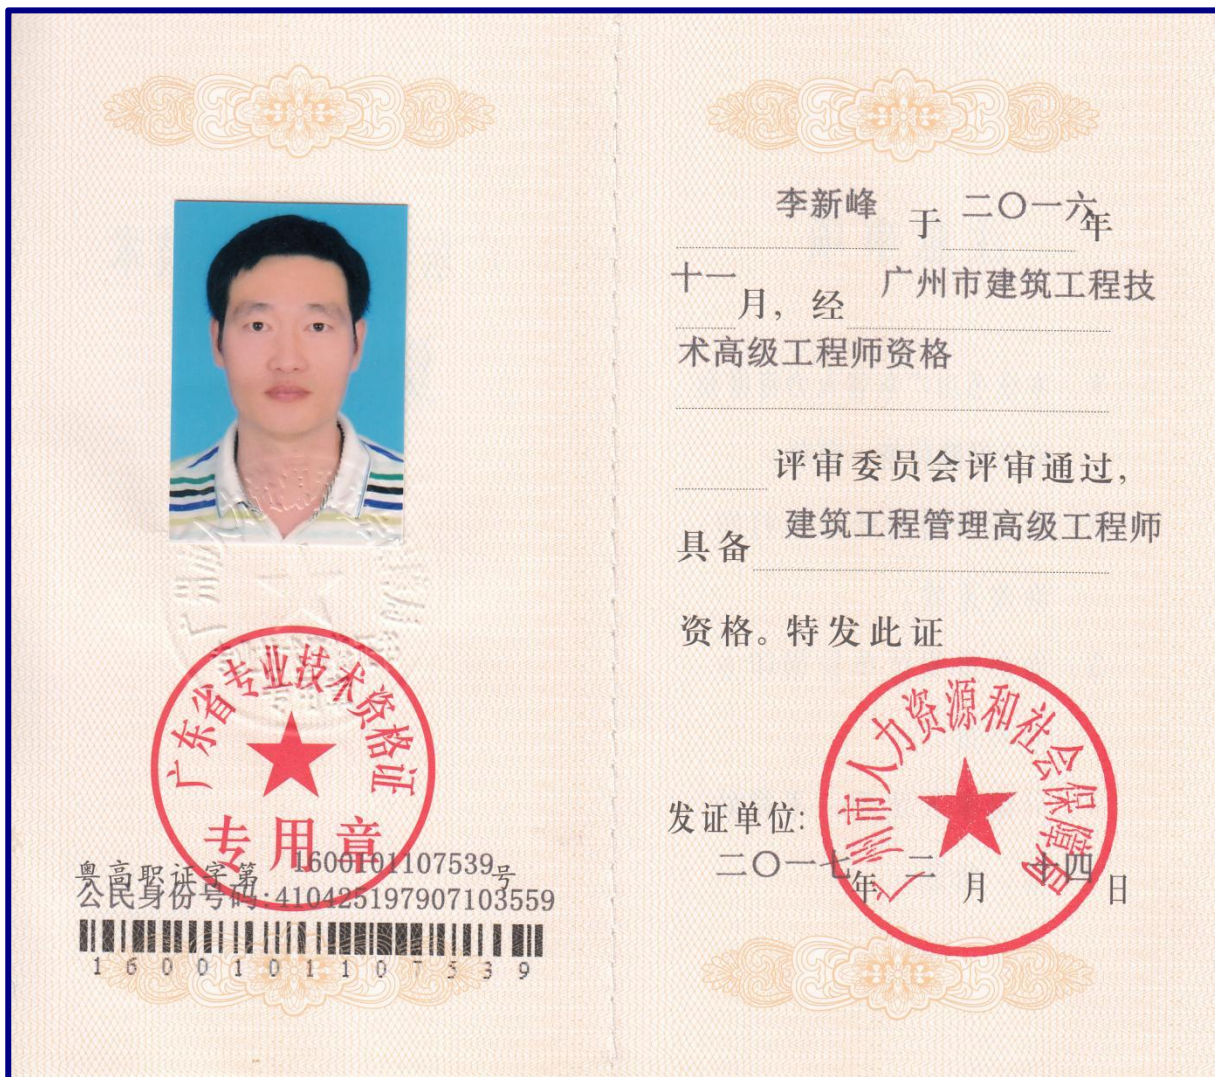 广东省专业技术资格证
专用章
粤高职证字第 1600101107539号
公民身份号码:410425197907103559
1600101107539
李新峰 于 二〇一六年
十一月, 经 广州市建筑工程技
术高级工程师资格
评审委员会评审通过,
具备 建筑工程管理高级工程师
资格。特发此证
广州市人力资源和社会保障局
发证单位:
二〇一七年 二 月 十四 日